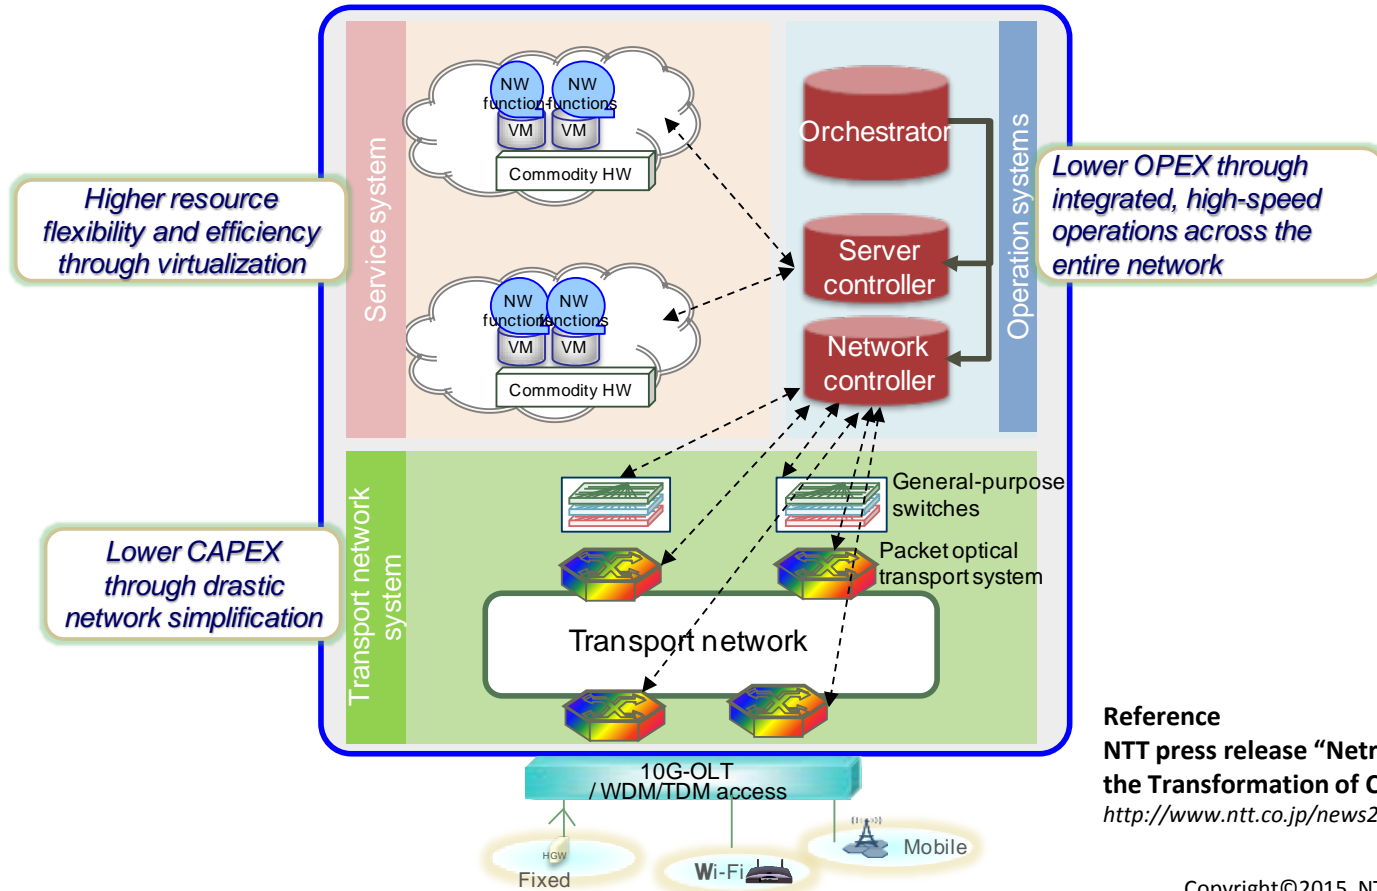 Service system
NW
function-
VM
NW
functions
VM
Commodity HW
NW
functions
VM
NW
functions
VM
Commodity HW
Orchestrator
Server
controller
Network
controller
Operation systems
Higher resource
flexibility and efficiency
through virtualization
Lower OPEX through
integrated, high-speed
operations across the
entire network
Lower CAPEX
through drastic
network simplification
Transport network
system
General-purpose
switches
Packet optical
transport system
Transport network
10G-OLT
/ WDM/TDM access
HGW
Fixed
Wi-Fi
Mobile
Reference
NTT press release “Netr
the Transformation of C
http://www.ntt.co.jp/news2
Copyright©2015 NT